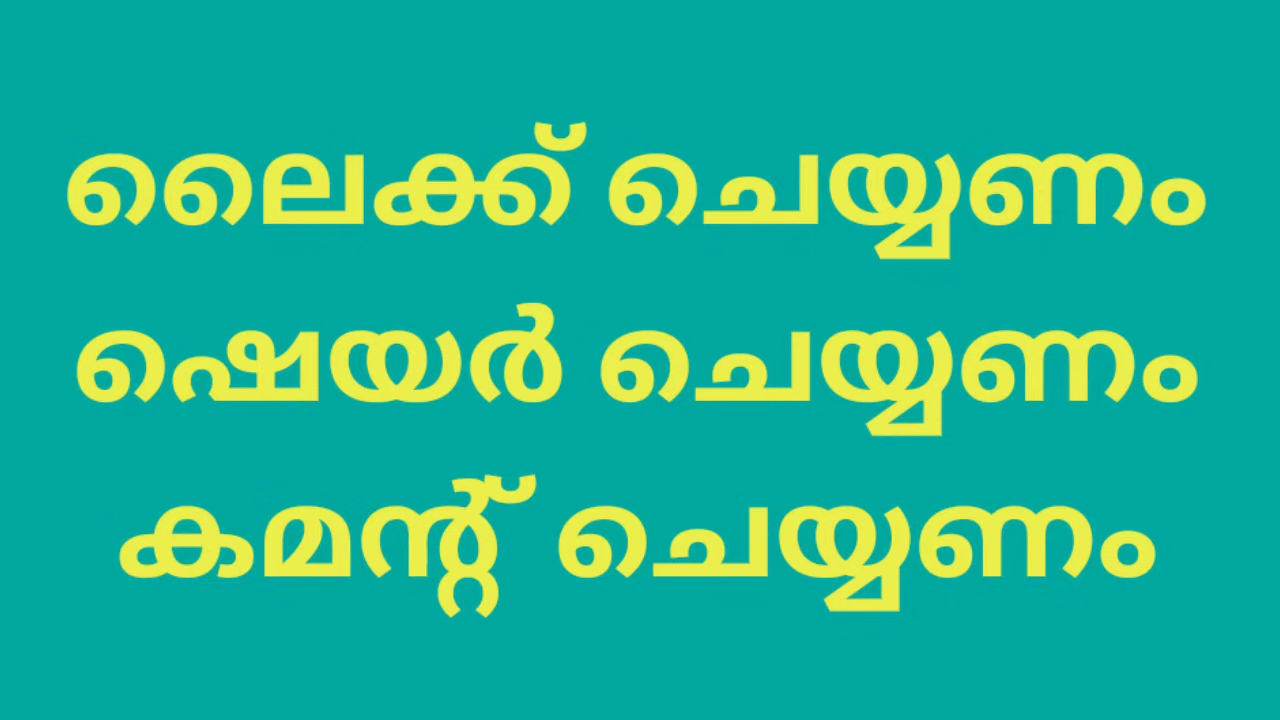 ലൈക്ക് ചെയ്യണം
ഷെയർ ചെയ്യണം
കമന്റ് ചെയ്യണം